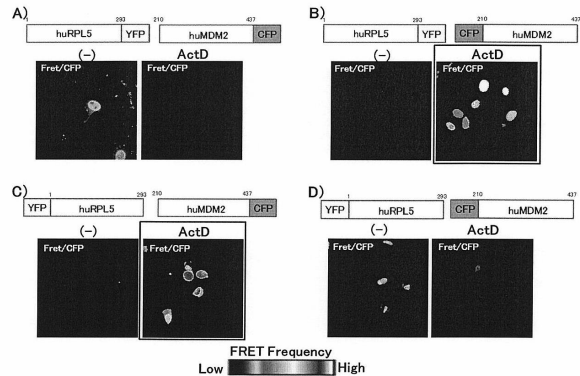 A)
293 210 437
huRPL5 YFP huMDM2 CFP
(-) ActD
Fret/CFP Fret/CFP
B)
293 210 437
huRPL5 YFP CFP huMDM2
(-) ActD
Fret/CFP Fret/CFP
C)
1 293 210 437
YFP huRPL5 huMDM2 CFP
(-) ActD
Fret/CFP Fret/CFP
D)
1 293 210 437
YFP huRPL5 CFP huMDM2
(-) ActD
Fret/CFP Fret/CFP
FRET Frequency
Low High